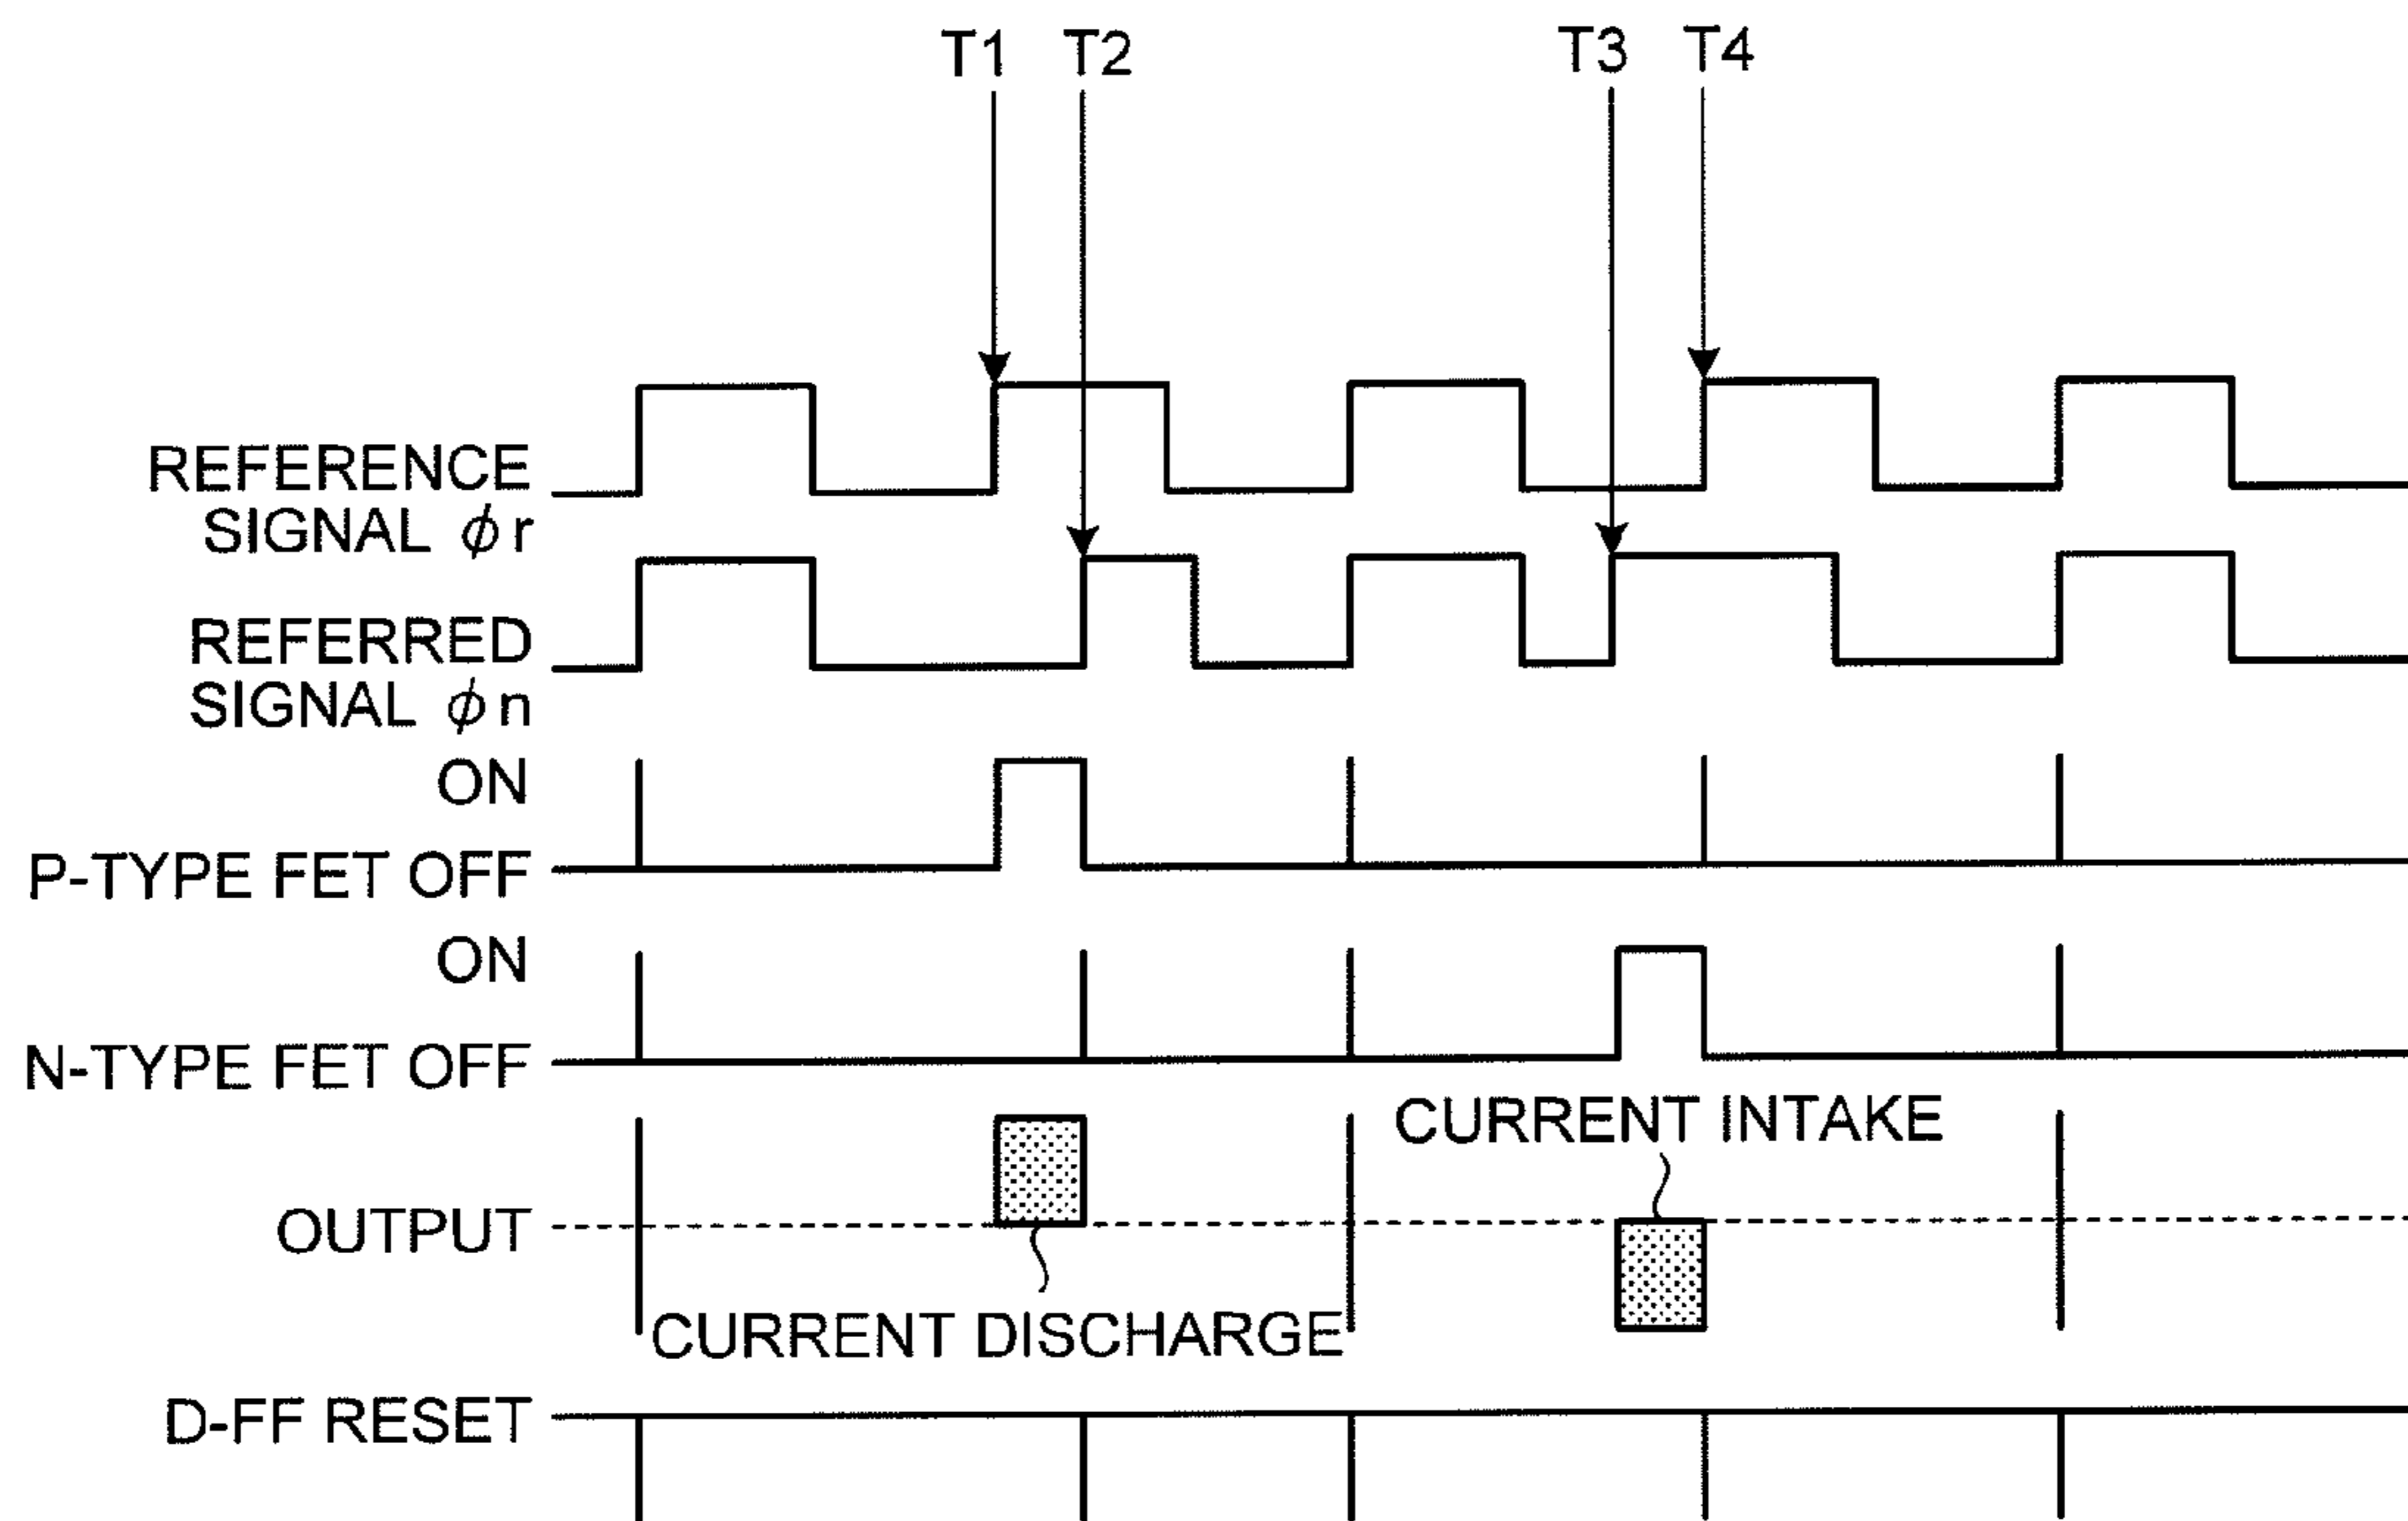 T1 T2 T3 T4
REFERENCE
SIGNAL ϕr
REFERRED
SIGNAL ϕn
ON
P-TYPE FET OFF
ON
N-TYPE FET OFF
CURRENT INTAKE
OUTPUT
CURRENT DISCHARGE
D-FF RESET